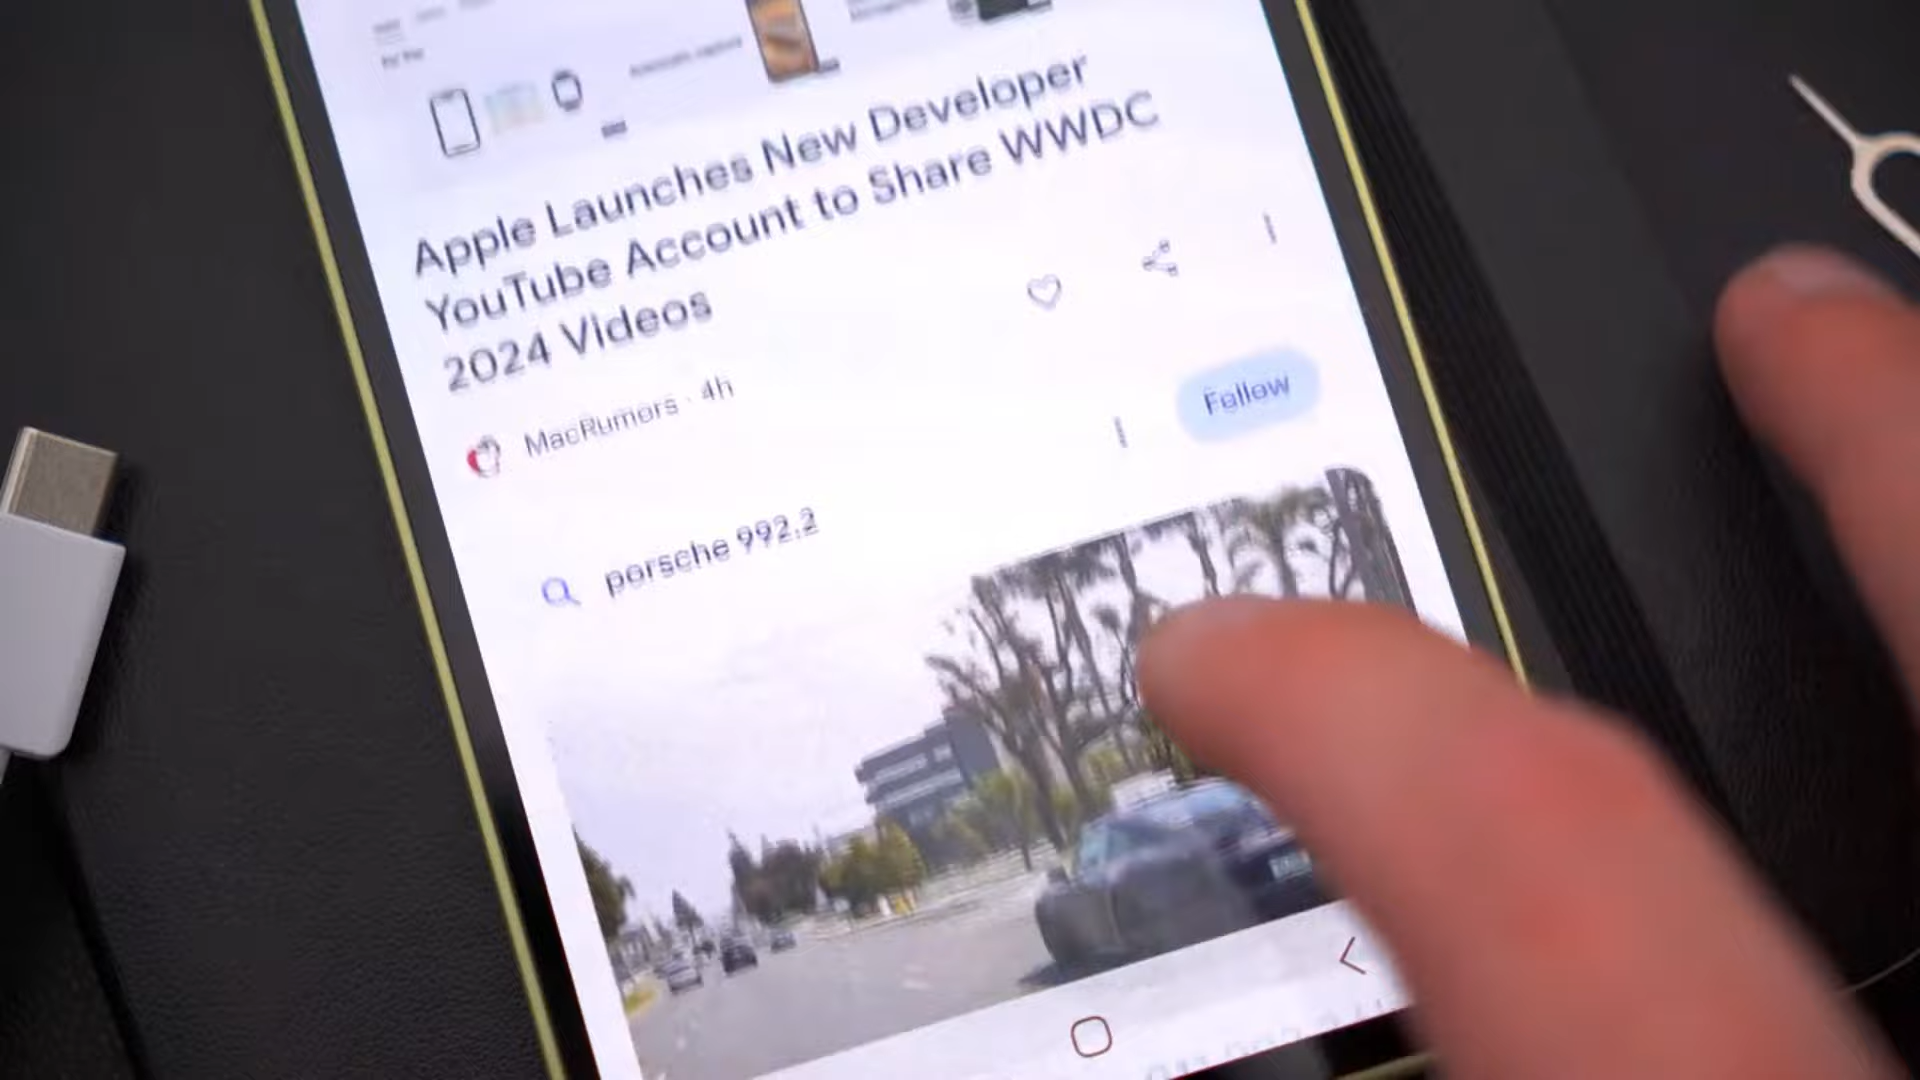 Apple Launches New Developer
YouTube Account to Share WWDC
2024 Videos
MacRumors · 4h
Follow
porsche 992.2